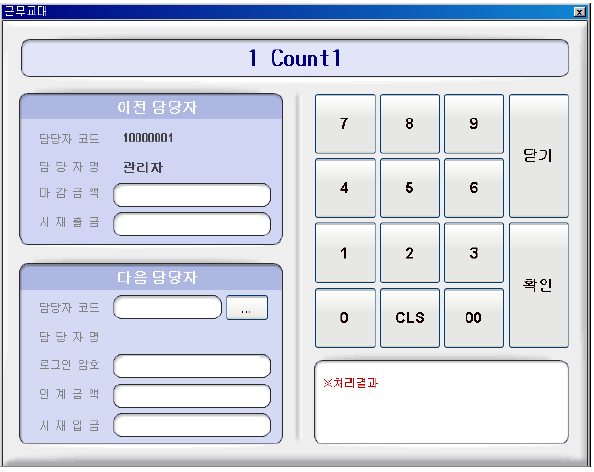 근무교대
1 Count1
이전 담당자
담당자 코드 10000001
담 당 자 명 관리자
마 감 금 액
시 재 출 금
다음 담당자
담당자 코드 ...
담 당 자 명
로그인 암호
인 계 금 액
시 재 입 금
7 8 9 닫기
4 5 6
1 2 3 확인
0 CLS 00
※처리결과